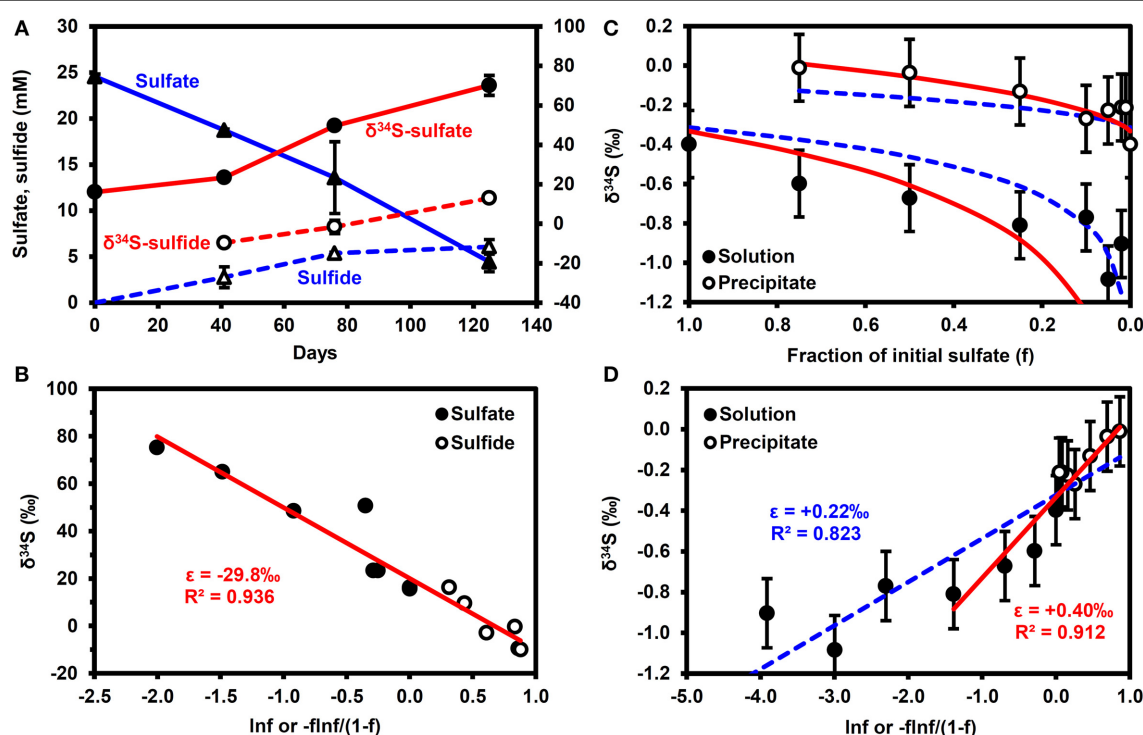 A
30
25
20
15
10
5
0
Sulfate, sulfide (mM)
100
80
60
40
20
0
-20
-40
Sulfate
δ34S-sulfate
δ34S-sulfide
Sulfide
0 20 40 60 80 100 120 140
Days
C
0.2
0.0
-0.2
-0.4
-0.6
-0.8
-1.0
-1.2
δ34S (‰)
Solution
Precipitate
1.0 0.8 0.6 0.4 0.2 0.0
Fraction of initial sulfate (f)
B
100
80
60
40
20
0
-20
δ34S (‰)
Sulfate
Sulfide
ε = -29.8‰
R² = 0.936
-2.5 -2.0 -1.5 -1.0 -0.5 0.0 0.5 1.0
lnf or -flnf/(1-f)
D
0.2
0.0
-0.2
-0.4
-0.6
-0.8
-1.0
-1.2
δ34S (‰)
Solution
Precipitate
ε = +0.22‰
R² = 0.823
ε = +0.40‰
R² = 0.912
-5.0 -4.0 -3.0 -2.0 -1.0 0.0 1.0
lnf or -flnf/(1-f)